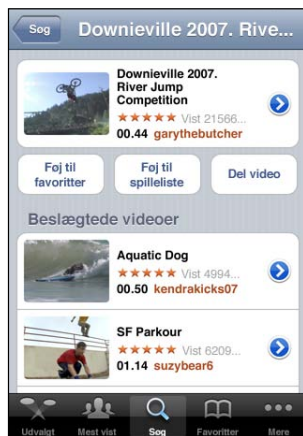 Søg
Downieville 2007. Rive...
Downieville 2007.
River Jump
Competition
Vist 21566...
00.44 garythebutcher
Føj til
favoritter
Føj til
spilleliste
Del video
Beslægtede videoer
Aquatic Dog
Vist 4994...
00.50 kendrakicks07
SF Parkour
Vist 6209...
01.14 suzybear6
Udvalgt
Mest vist
Søg
Favoritter
Mere